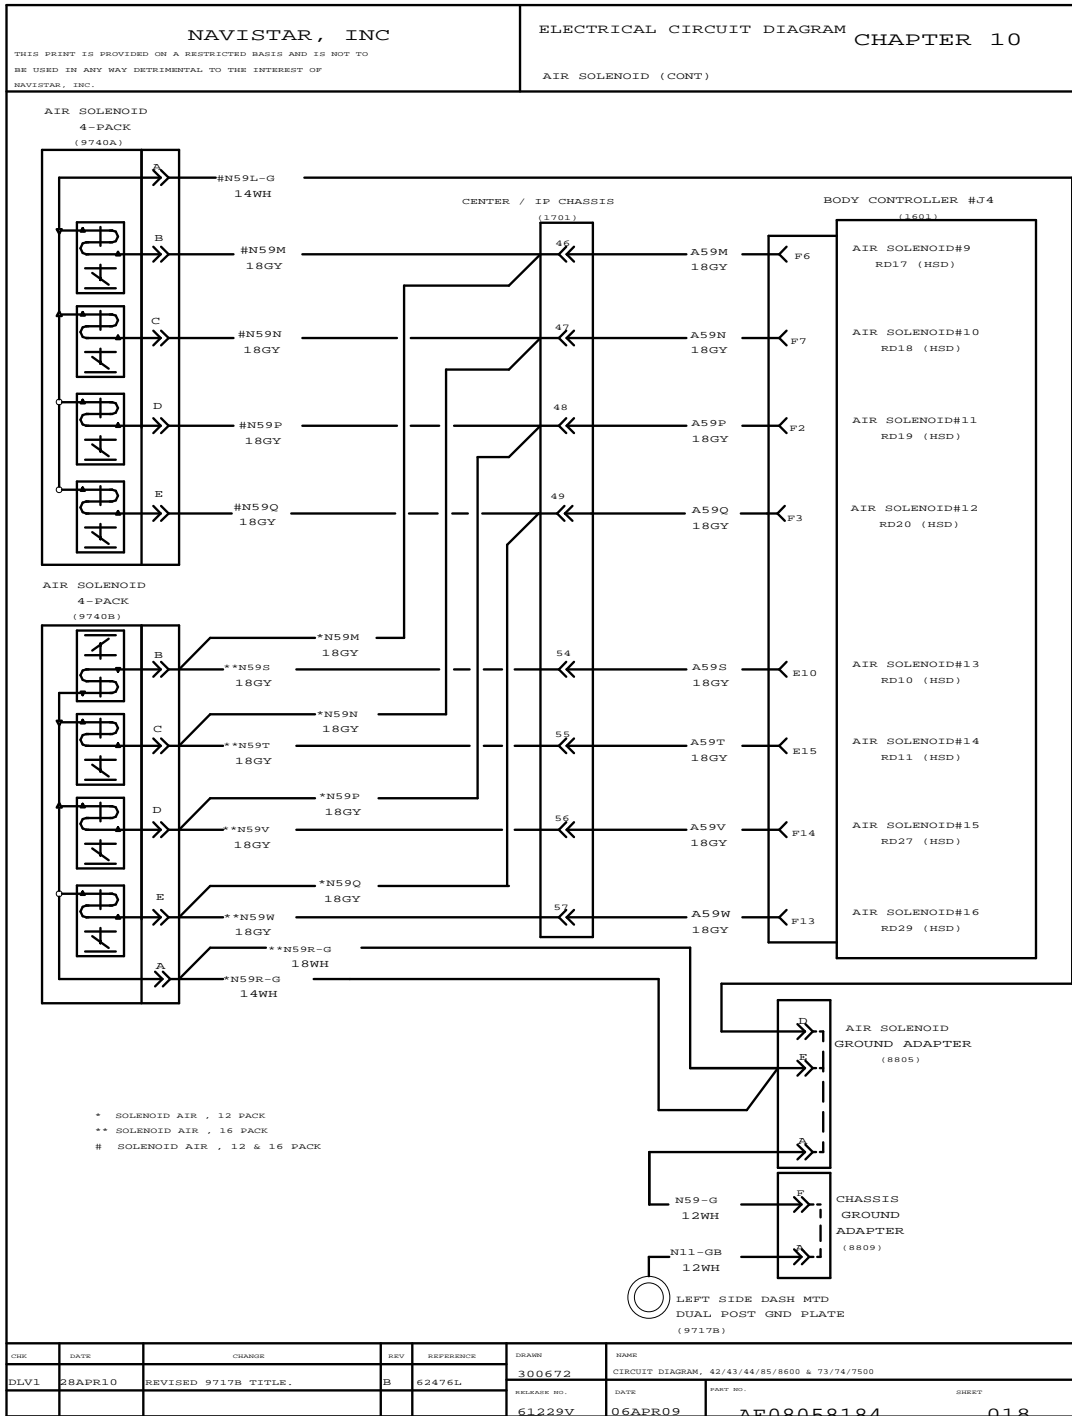 NAVISTAR, INC
THIS PRINT IS PROVIDED ON A RESTRICTED BASIS AND IS NOT TO
BE USED IN ANY WAY DETRIMENTAL TO THE INTEREST OF
NAVISTAR, INC.
ELECTRICAL CIRCUIT DIAGRAM
CHAPTER 10
AIR SOLENOID (CONT)
AIR SOLENOID
4-PACK
(9740A)
A
#N59L-G
14WH
CENTER / IP CHASSIS
(1701)
BODY CONTROLLER #J4
(1601)
B
#N59M
18GY
46
A59M
18GY
F6
AIR SOLENOID#9
RD17 (HSD)
C
#N59N
18GY
47
A59N
18GY
F7
AIR SOLENOID#10
RD18 (HSD)
D
#N59P
18GY
48
A59P
18GY
F2
AIR SOLENOID#11
RD19 (HSD)
E
#N59Q
18GY
49
A59Q
18GY
F3
AIR SOLENOID#12
RD20 (HSD)
AIR SOLENOID
4-PACK
(9740B)
*N59M
18GY
B
**N59S
18GY
54
A59S
18GY
E10
AIR SOLENOID#13
RD10 (HSD)
*N59N
18GY
C
**N59T
18GY
55
A59T
18GY
E15
AIR SOLENOID#14
RD11 (HSD)
*N59P
18GY
D
**N59V
18GY
56
A59V
18GY
F14
AIR SOLENOID#15
RD27 (HSD)
*N59Q
18GY
E
**N59W
18GY
57
A59W
18GY
F13
AIR SOLENOID#16
RD29 (HSD)
**N59R-G
18WH
A
*N59R-G
14WH
D
E
A
AIR SOLENOID
GROUND ADAPTER
(8805)
* SOLENOID AIR , 12 PACK
** SOLENOID AIR , 16 PACK
# SOLENOID AIR , 12 & 16 PACK
N59-G
12WH
F
CHASSIS
GROUND
ADAPTER
(8809)
N11-GB
12WH
A
LEFT SIDE DASH MTD
DUAL POST GND PLATE
(9717B)
CHK DATE CHANGE REV REFERENCE
DLV1 28APR10 REVISED 9717B TITLE. B 62476L
DRAWN
300672
NAME
CIRCUIT DIAGRAM, 42/43/44/85/8600 & 73/74/7500
RELEASE NO.
61229V
DATE
06APR09
PART NO.
AE08058184
SHEET
018